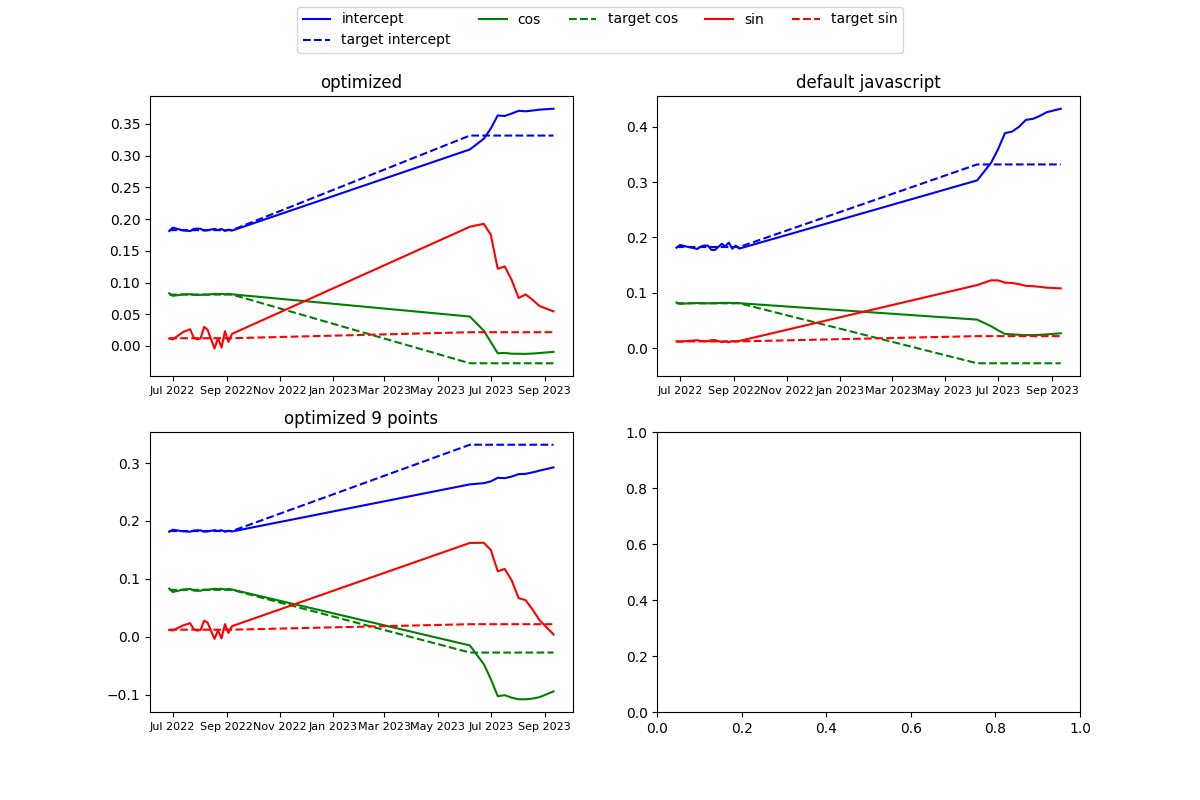 intercept cos target cos sin target sin
target intercept
optimized
0.35
0.30
0.25
0.20
0.15
0.10
0.05
0.00
Jul 2022 Sep 2022 Nov 2022 Jan 2023 Mar 2023 May 2023 Jul 2023 Sep 2023
default javascript
0.4
0.3
0.2
0.1
0.0
Jul 2022 Sep 2022 Nov 2022 Jan 2023 Mar 2023 May 2023 Jul 2023 Sep 2023
optimized 9 points
0.3
0.2
0.1
0.0
−0.1
Jul 2022 Sep 2022 Nov 2022 Jan 2023 Mar 2023 May 2023 Jul 2023 Sep 2023
1.0
0.8
0.6
0.4
0.2
0.0
0.0 0.2 0.4 0.6 0.8 1.0